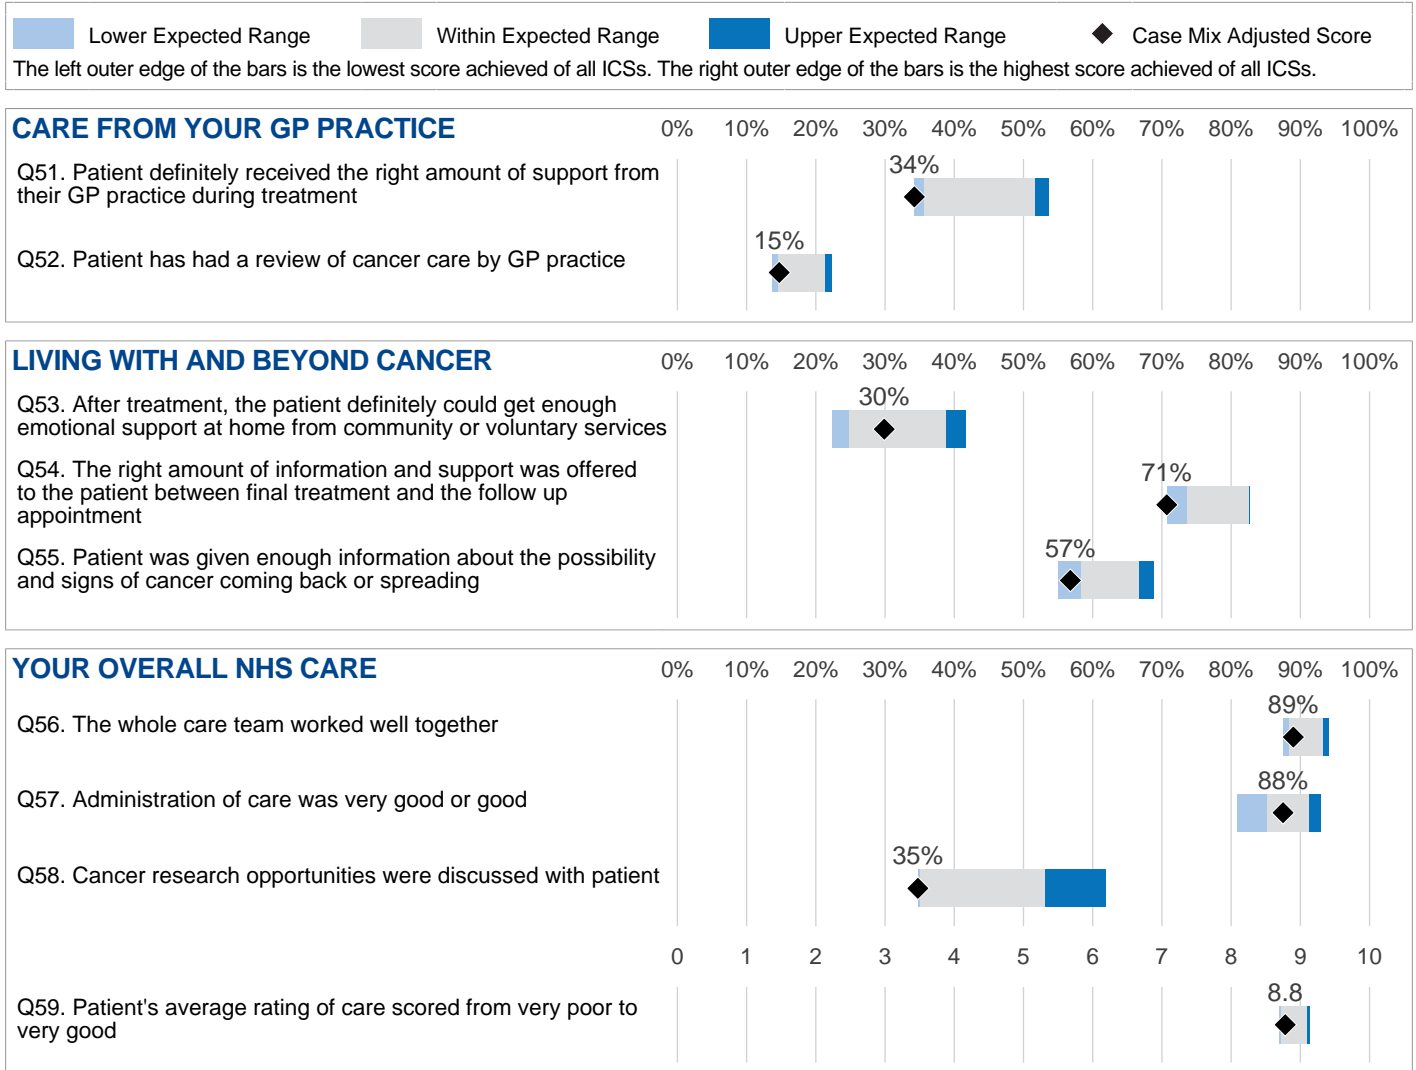 Lower Expected Range Within Expected Range Upper Expected Range Case Mix Adjusted Score
The left outer edge of the bars is the lowest score achieved of all ICSs. The right outer edge of the bars is the highest score achieved of all ICSs.
CARE FROM YOUR GP PRACTICE 0% 10% 20% 30% 40% 50% 60% 70% 80% 90% 100%
Q51. Patient definitely received the right amount of support from
their GP practice during treatment
34%
Q52. Patient has had a review of cancer care by GP practice
15%
LIVING WITH AND BEYOND CANCER 0% 10% 20% 30% 40% 50% 60% 70% 80% 90% 100%
Q53. After treatment, the patient definitely could get enough
emotional support at home from community or voluntary services
30%
Q54. The right amount of information and support was offered
to the patient between final treatment and the follow up
appointment
71%
Q55. Patient was given enough information about the possibility
and signs of cancer coming back or spreading
57%
YOUR OVERALL NHS CARE 0% 10% 20% 30% 40% 50% 60% 70% 80% 90% 100%
Q56. The whole care team worked well together
89%
Q57. Administration of care was very good or good
88%
Q58. Cancer research opportunities were discussed with patient
35%
0 1 2 3 4 5 6 7 8 9 10
Q59. Patient's average rating of care scored from very poor to
very good
8.8